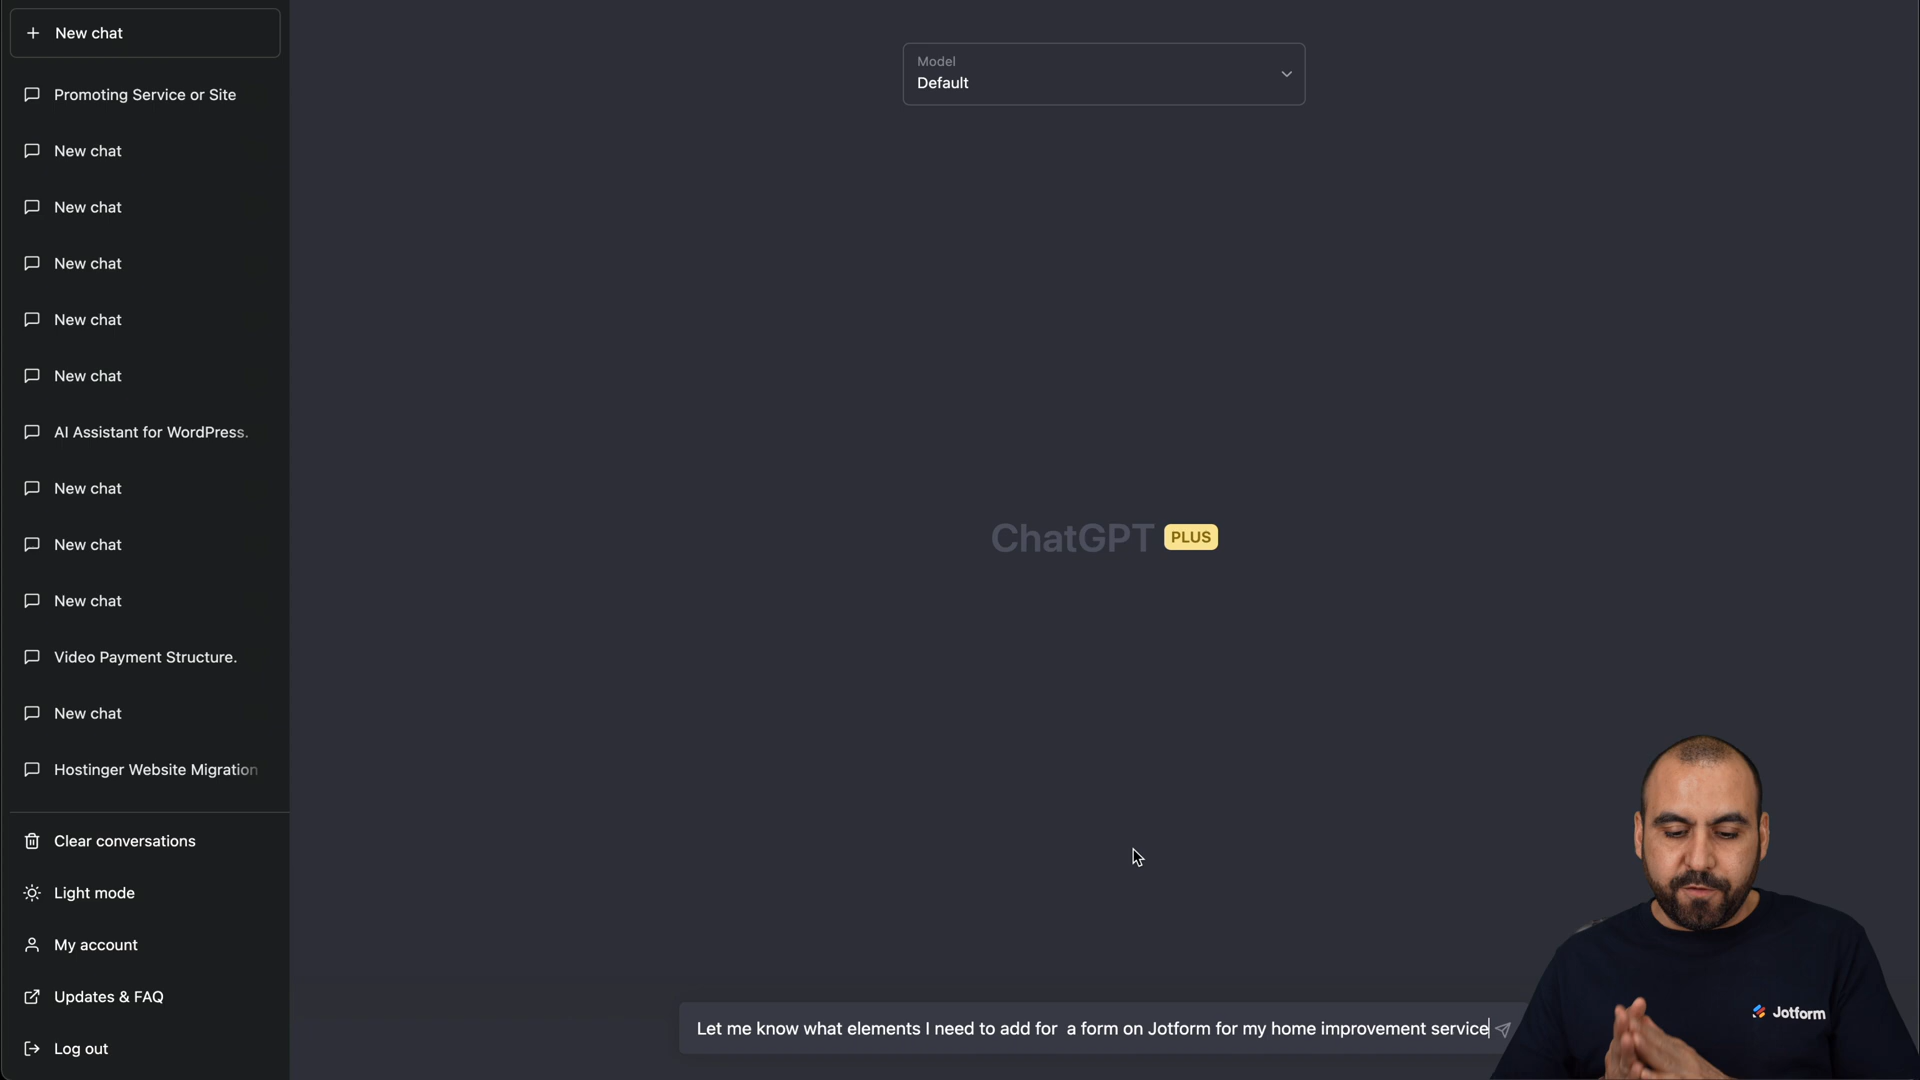 New chat
Promoting Service or Site
New chat
New chat
New chat
New chat
New chat
AI Assistant for WordPress.
New chat
New chat
New chat
Video Payment Structure.
New chat
Hostinger Website Migration
Clear conversations
Light mode
My account
Updates & FAQ
Log out
Model
Default
ChatGPT PLUS
Let me know what elements I need to add for  a form on Jotform for my home improvement service
Jotform